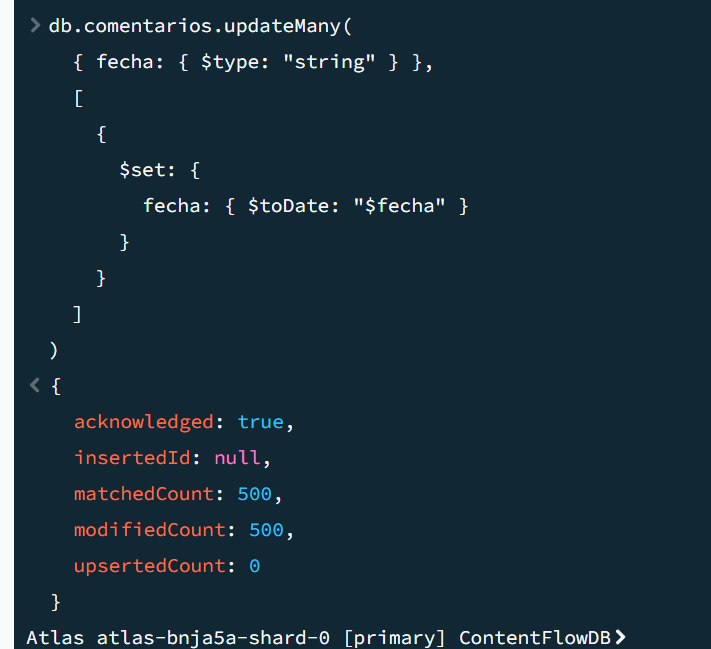 > db.comentarios.updateMany(
{ fecha: { $type: "string" } },
[
{
$set: {
fecha: { $toDate: "$fecha" }
}
}
]
)
< {
acknowledged: true,
insertedId: null,
matchedCount: 500,
modifiedCount: 500,
upsertedCount: 0
}
Atlas atlas-bnja5a-shard-0 [primary] ContentFlowDB>